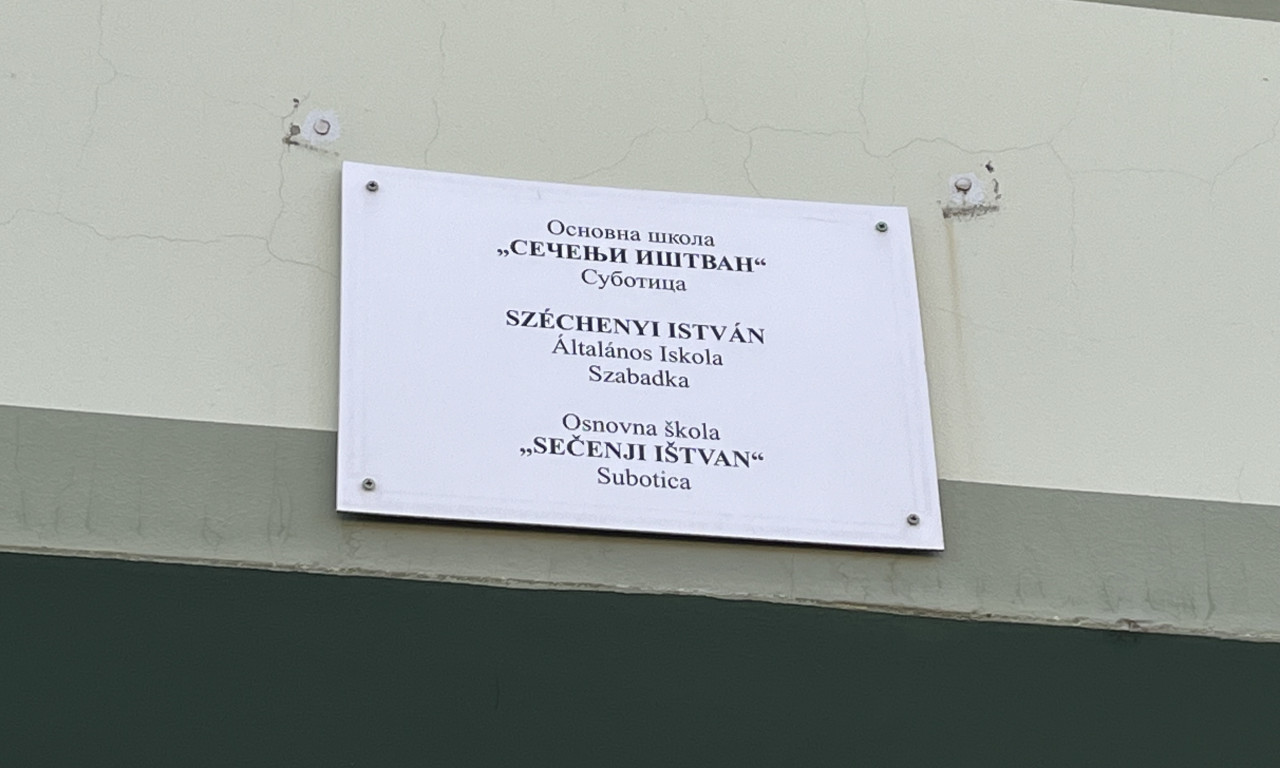 Основна школа
„СЕЧЕЊИ ИШТВАН“
Суботица
SZÉCHENYI ISTVÁN
Általános Iskola
Szabadka
Osnovna škola
„SEČENJI IŠTVAN“
Subotica